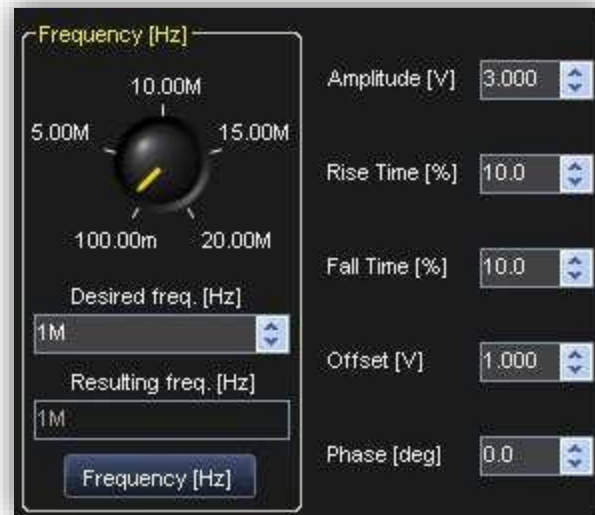 Frequency [Hz]
10.00M
5.00M
15.00M
100.00m
20.00M
Desired freq. [Hz]
1M
Resulting freq. [Hz]
1M
Frequency [Hz]
Amplitude [V] 3.000
Rise Time [%] 10.0
Fall Time [%] 10.0
Offset [V] 1.000
Phase [deg] 0.0